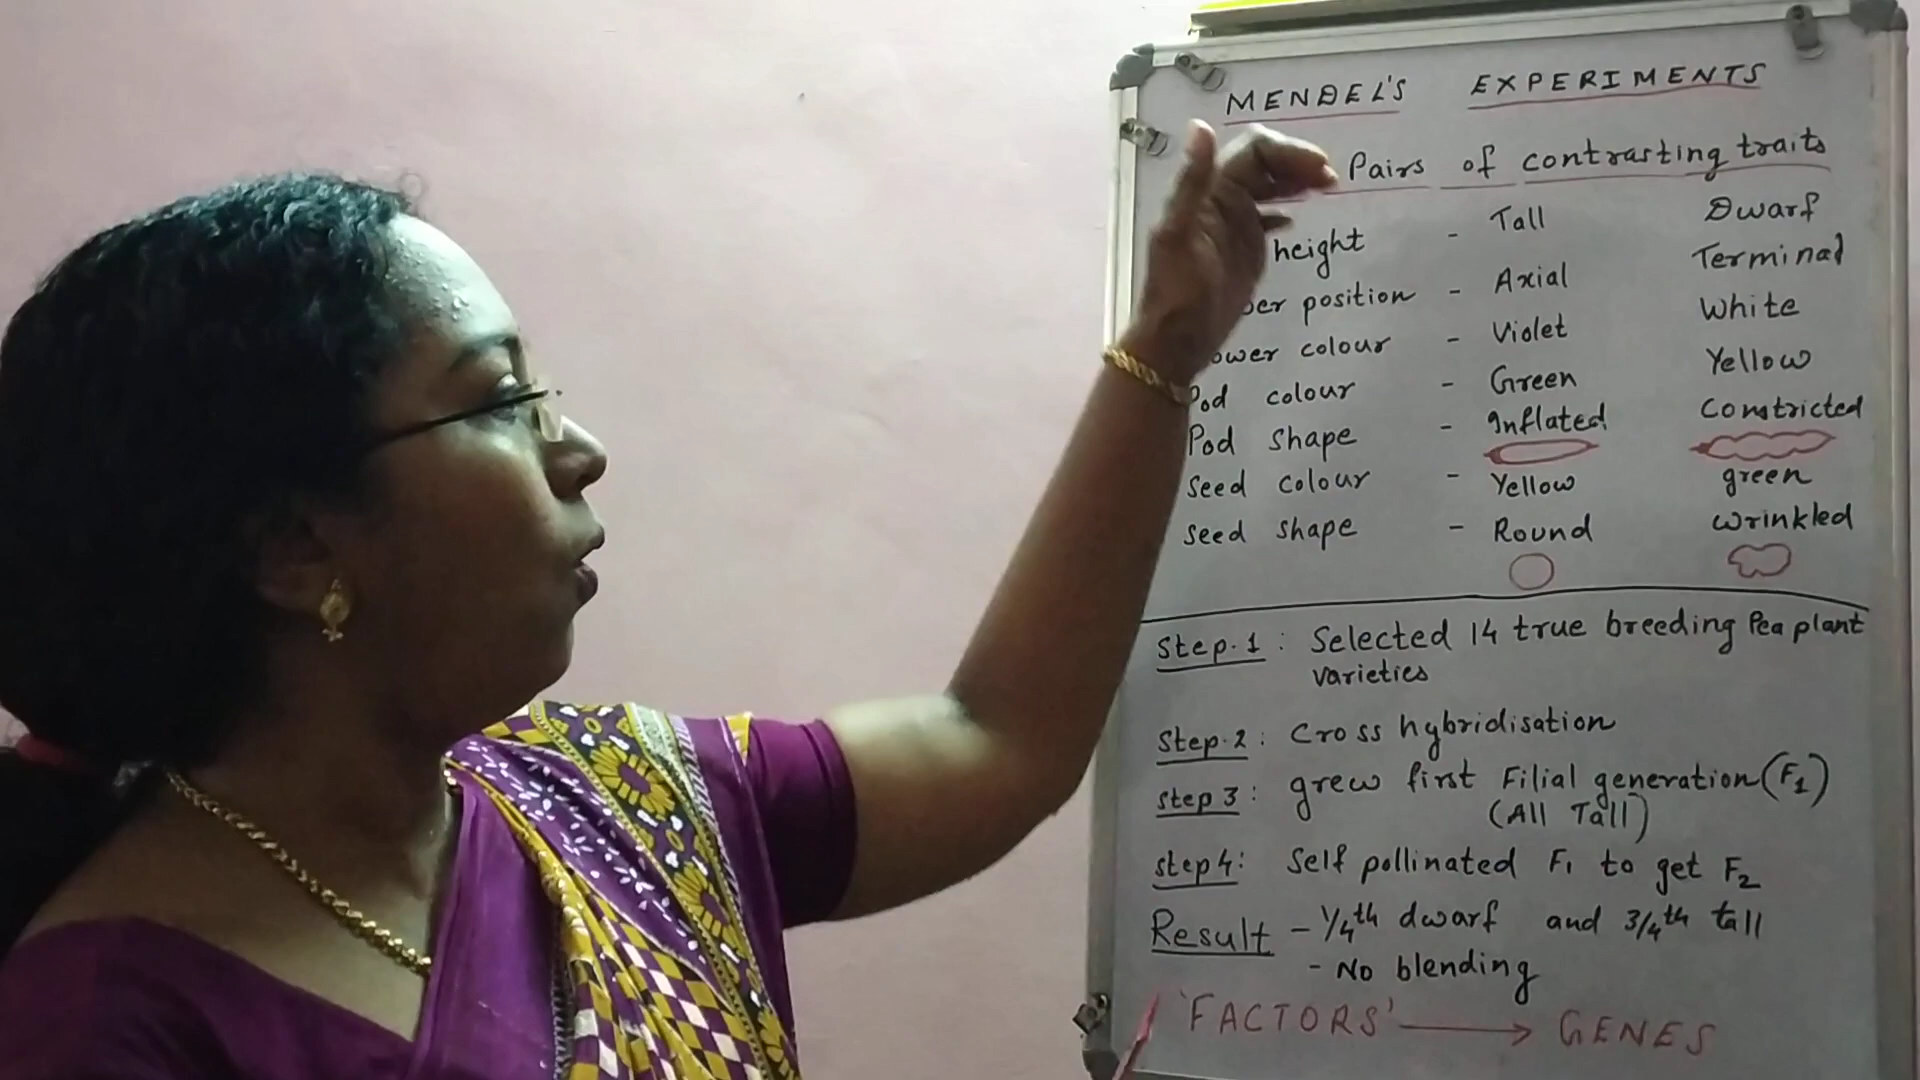 MENDEL'S EXPERIMENTS
Pairs of contrasting traits
height - Tall Dwarf
position - Axial Terminal
colour - Violet White
Pod colour - Green Yellow
Pod shape - Inflated Constricted
Seed colour - Yellow green
Seed shape - Round wrinkled
Step.1 : Selected 14 true breeding Pea plant
varieties
Step.2 : Cross hybridisation
Step 3 : grew first Filial generation (F1)
(All Tall)
Step 4: Self pollinated F1 to get F2
Result - 1/4th dwarf and 3/4th tall
- No blending
'FACTORS' → GENES